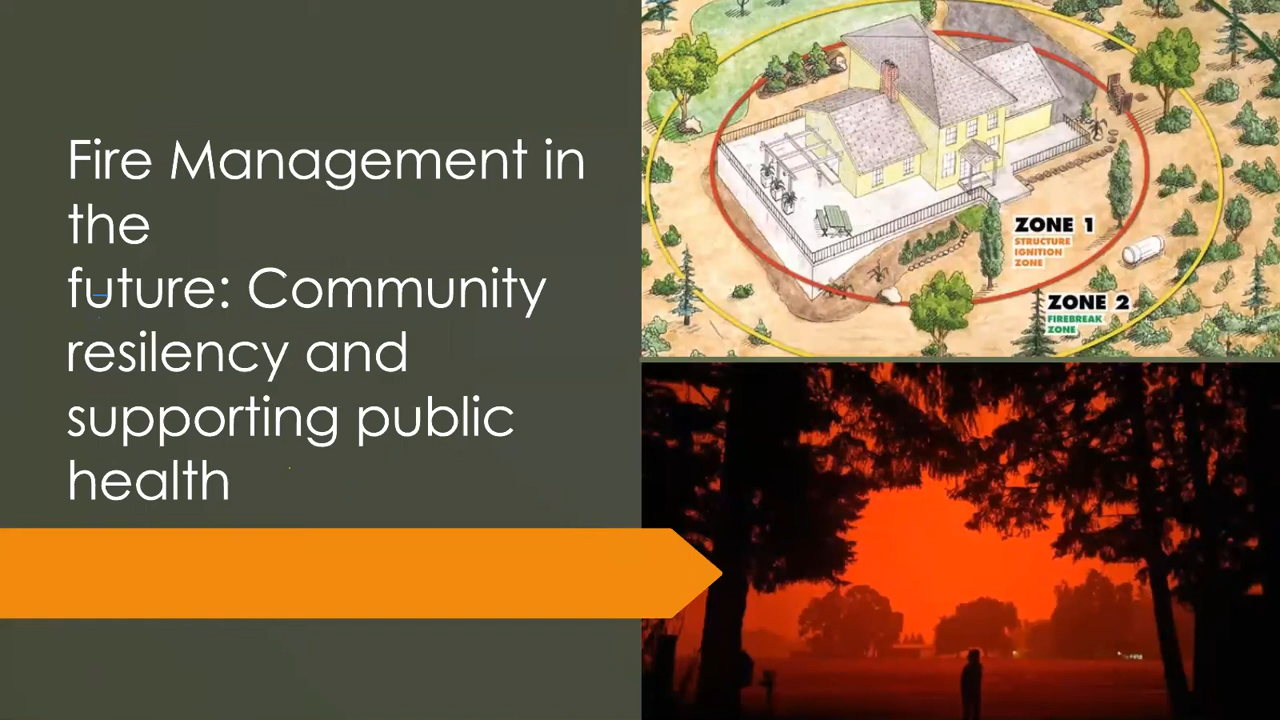 Fire Management in
the
future: Community
resilency and
supporting public
health
ZONE 1
STRUCTURE
IGNITION
ZONE
ZONE 2
FIREBREAK
ZONE